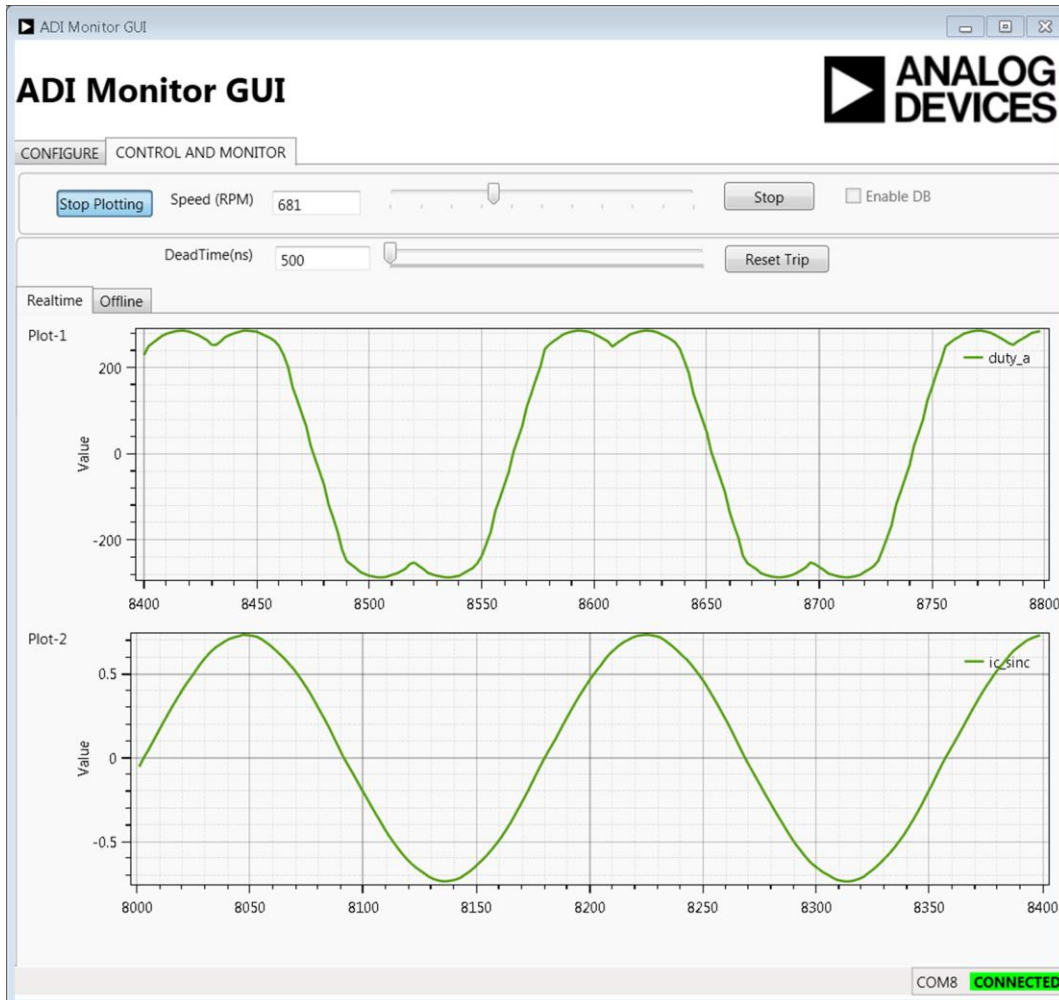 ADI Monitor GUI
ADI Monitor GUI
ANALOG
DEVICES
CONFIGURE CONTROL AND MONITOR
Stop Plotting Speed (RPM) 681 Stop Enable DB
DeadTime(ns) 500 Reset Trip
Realtime Offline
Plot-1
duty_a
200
Value
0
-200
8400 8450 8500 8550 8600 8650 8700 8750 8800
Plot-2
ic_sinc
0.5
Value
0
-0.5
8000 8050 8100 8150 8200 8250 8300 8350 8400
COM8 CONNECTED